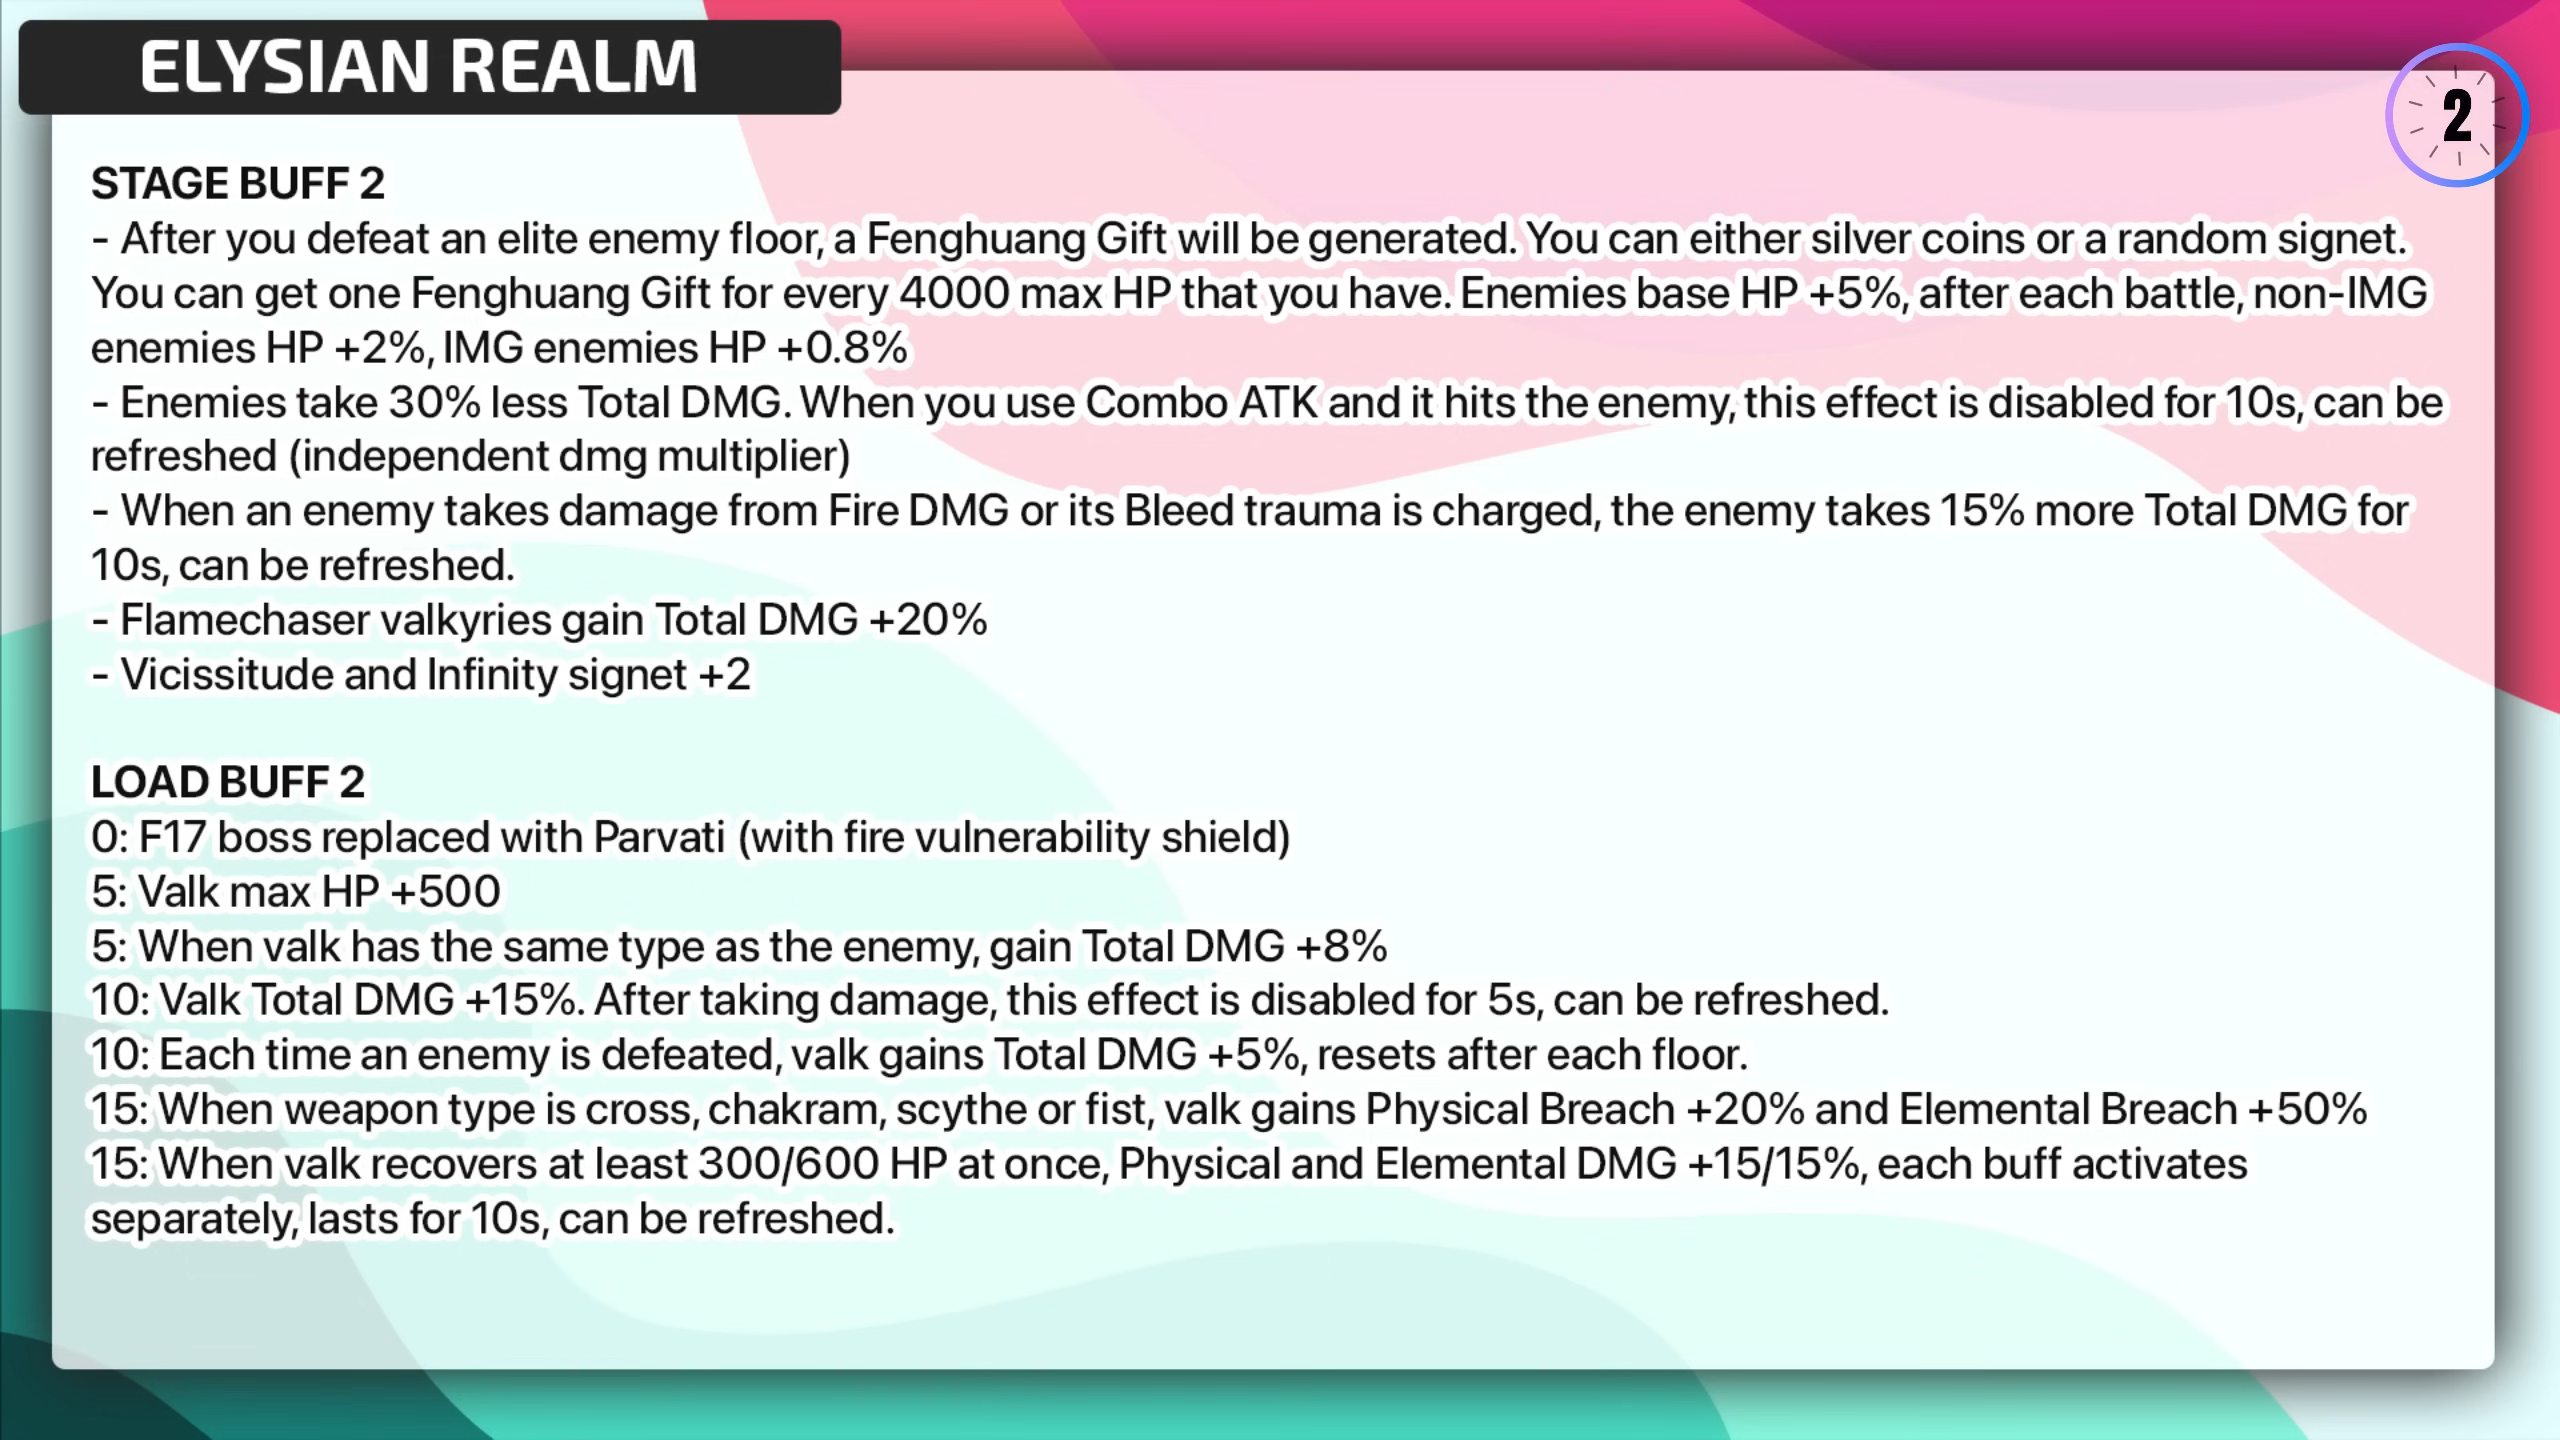 ELYSIAN REALM
2
STAGE BUFF 2
- After you defeat an elite enemy floor, a Fenghuang Gift will be generated. You can either silver coins or a random signet.
You can get one Fenghuang Gift for every 4000 max HP that you have. Enemies base HP +5%, after each battle, non-IMG
enemies HP +2%, IMG enemies HP +0.8%
- Enemies take 30% less Total DMG. When you use Combo ATK and it hits the enemy, this effect is disabled for 10s, can be
refreshed (independent dmg multiplier)
- When an enemy takes damage from Fire DMG or its Bleed trauma is charged, the enemy takes 15% more Total DMG for
10s, can be refreshed.
- Flamechaser valkyries gain Total DMG +20%
- Vicissitude and Infinity signet +2
LOAD BUFF 2
0: F17 boss replaced with Parvati (with fire vulnerability shield)
5: Valk max HP +500
5: When valk has the same type as the enemy, gain Total DMG +8%
10: Valk Total DMG +15%. After taking damage, this effect is disabled for 5s, can be refreshed.
10: Each time an enemy is defeated, valk gains Total DMG +5%, resets after each floor.
15: When weapon type is cross, chakram, scythe or fist, valk gains Physical Breach +20% and Elemental Breach +50%
15: When valk recovers at least 300/600 HP at once, Physical and Elemental DMG +15/15%, each buff activates
separately, lasts for 10s, can be refreshed.